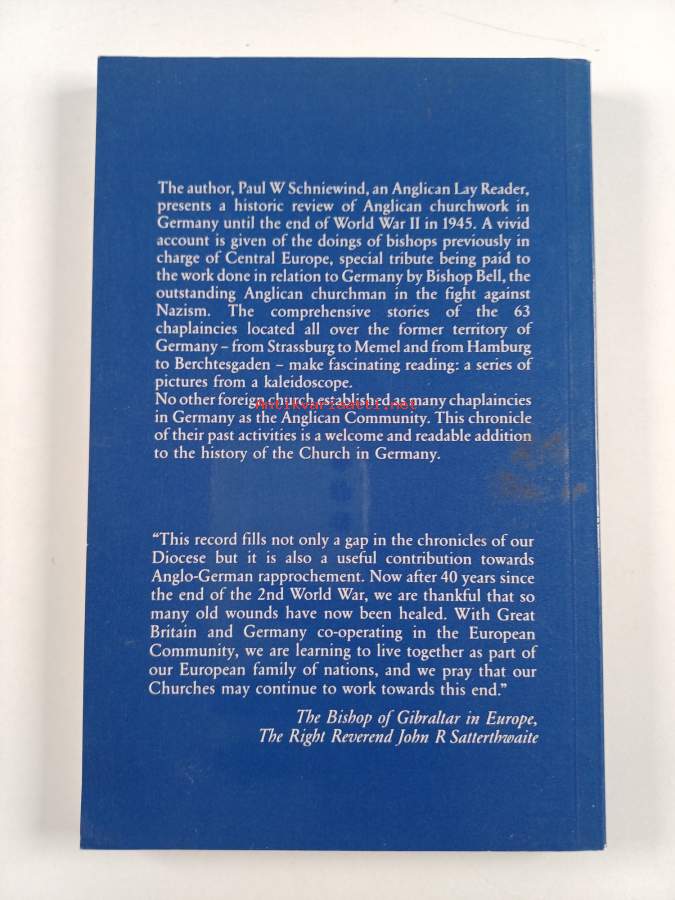 The author, Paul W Schniewind, an Anglican Lay Reader,
presents a historic review of Anglican churchwork in
Germany until the end of World War II in 1945. A vivid
account is given of the doings of bishops previously in
charge of Central Europe, special tribute being paid to
the work done in relation to Germany by Bishop Bell, the
outstanding Anglican churchman in the fight against
Nazism. The comprehensive stories of the 63
chaplaincies located all over the former territory of
Germany – from Strassburg to Memel and from Hamburg
to Berchtesgaden – make fascinating reading: a series of
pictures from a kaleidoscope.
No other foreign church established as many chaplaincies
Antikvariaatti.net
in Germany as the Anglican Community. This chronicle
of their past activities is a welcome and readable addition
to the history of the Church in Germany.
“This record fills not only a gap in the chronicles of our
Diocese but it is also a useful contribution towards
Anglo-German rapprochement. Now after 40 years since
the end of the 2nd World War, we are thankful that so
many old wounds have now been healed. With Great
Britain and Germany co-operating in the European
Community, we are learning to live together as part of
our European family of nations, and we pray that our
Churches may continue to work towards this end.”
The Bishop of Gibraltar in Europe,
The Right Reverend John R Satterthwaite